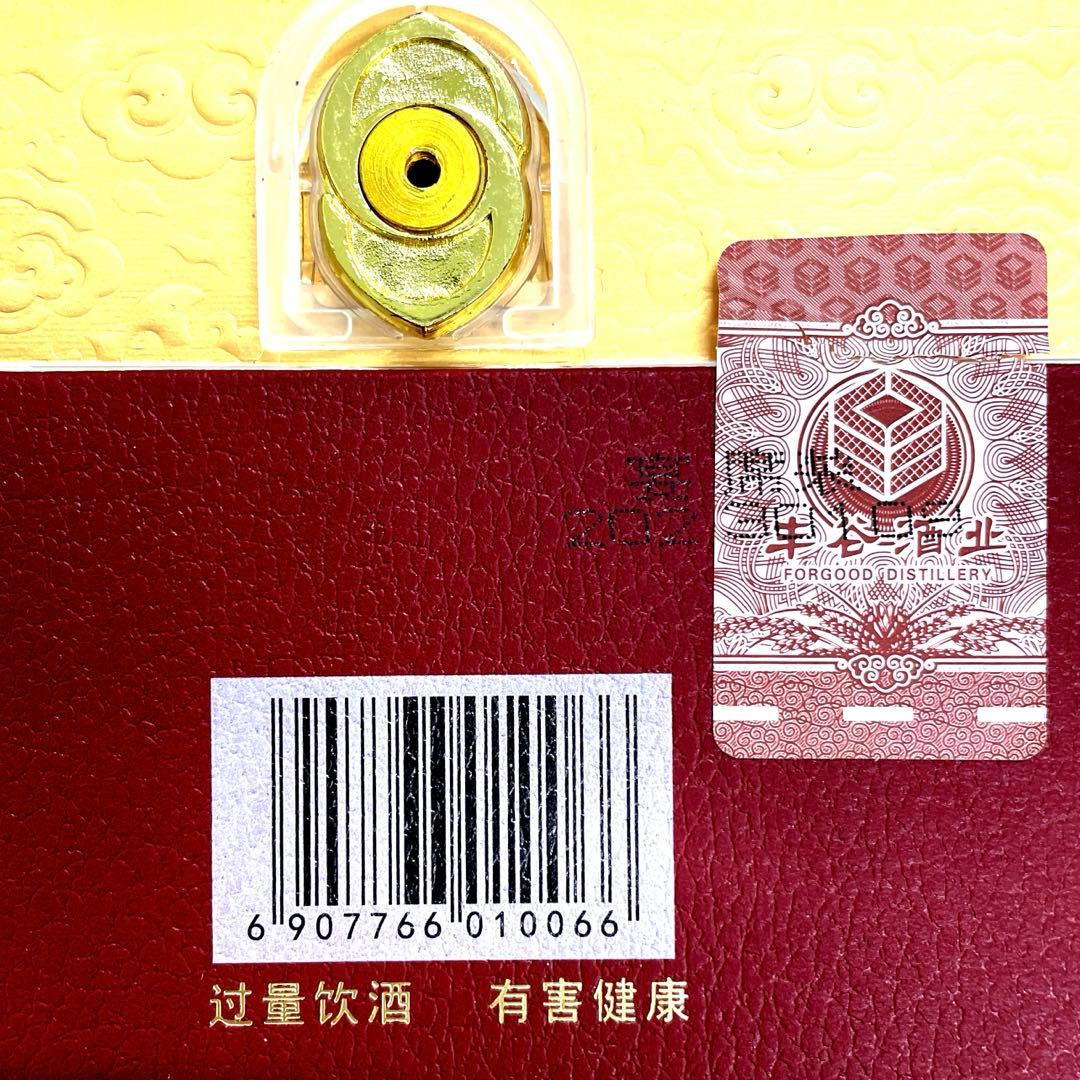 丰谷酒业
FORGOOD DISTILLERY
6 907766 010066
过量饮酒 有害健康